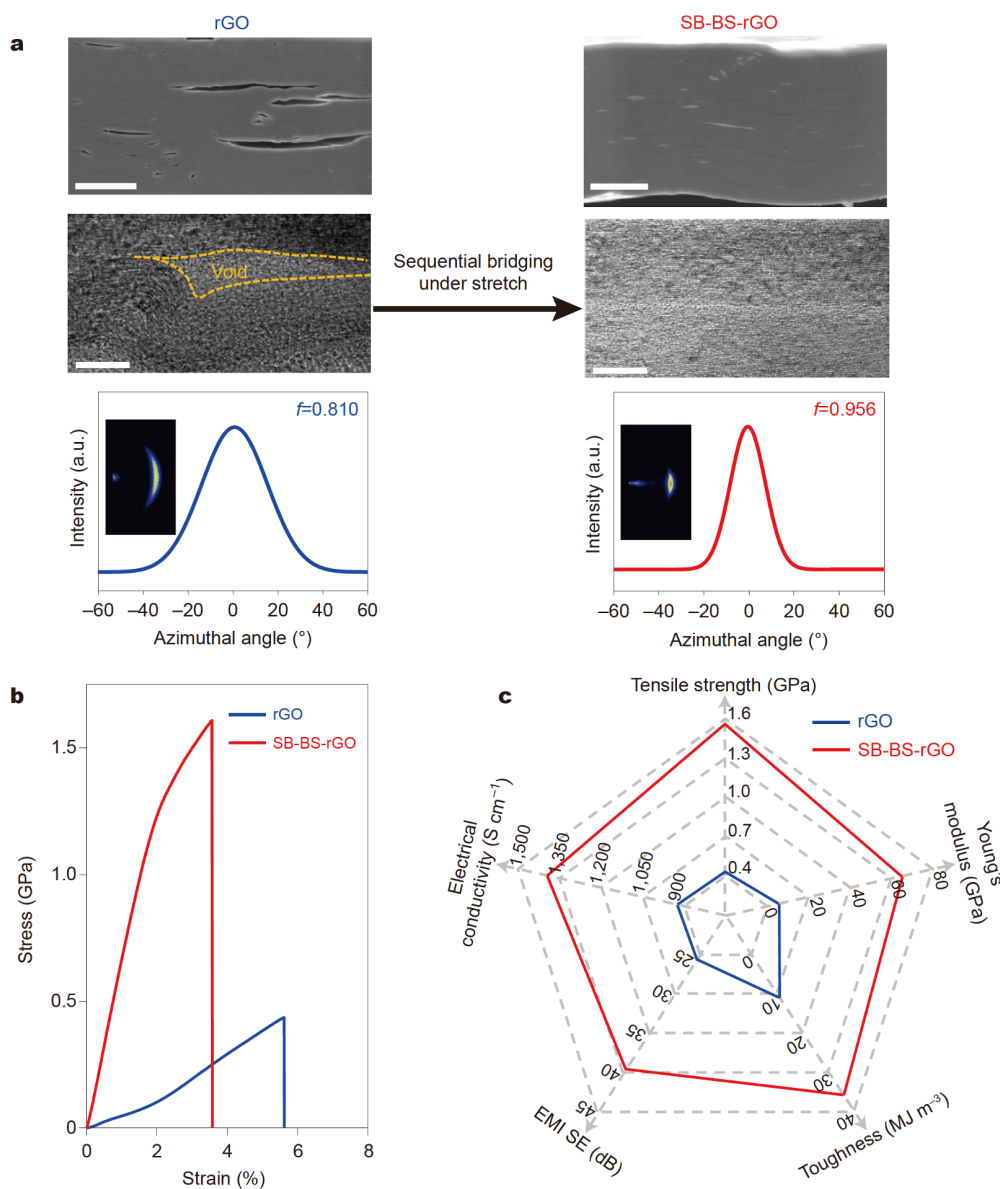 a
rGO
SB-BS-rGO
Void
Sequential bridging
under stretch
f=0.810
Intensity (a.u.)
–60 –40 –20 0 20 40 60
Azimuthal angle (°)
f=0.956
Intensity (a.u.)
–60 –40 –20 0 20 40 60
Azimuthal angle (°)
b
rGO
SB-BS-rGO
Stress (GPa)
1.5
1.0
0.5
0
0 2 4 6 8
Strain (%)
c
rGO
SB-BS-rGO
Tensile strength (GPa)
1.6
1.3
1.0
0.7
0.4
Young's
modulus (GPa)
0 20 40 60 80
Toughness (MJ m⁻³)
0 10 20 30 40
EMI SE (dB)
25 30 35 40 45
Electrical
conductivity (S cm⁻¹)
1,500 1,350 1,200 1,050 900